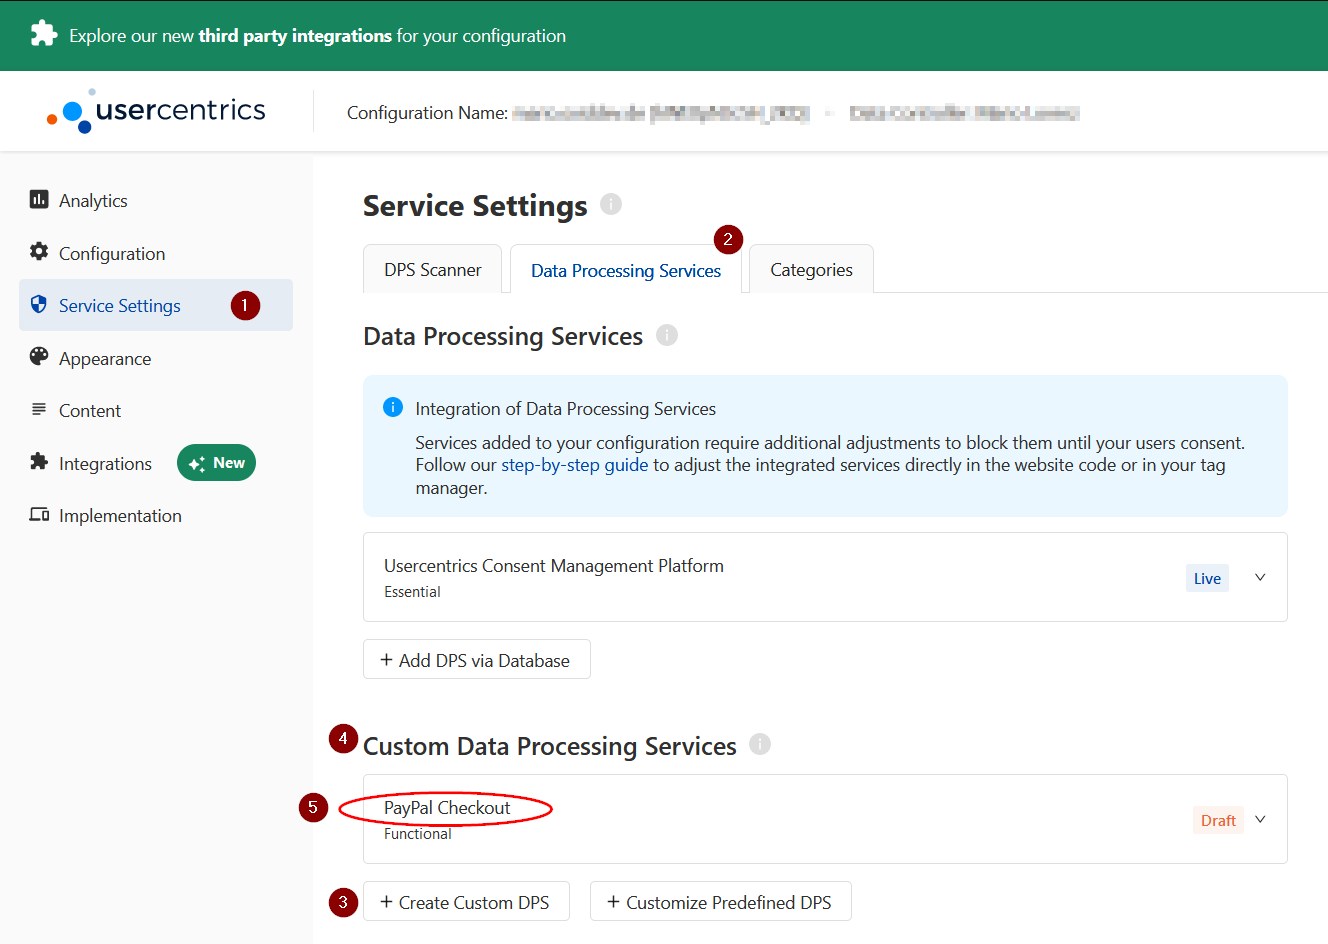 Explore our new third party integrations for your configuration
usercentrics
Configuration Name:
Analytics
Configuration
Service Settings
1
Appearance
Content
Integrations
New
Implementation
Service Settings
2
DPS Scanner
Data Processing Services
Categories
Data Processing Services
Integration of Data Processing Services
Services added to your configuration require additional adjustments to block them until your users consent.
Follow our step-by-step guide to adjust the integrated services directly in the website code or in your tag
manager.
Usercentrics Consent Management Platform
Essential
Live
+ Add DPS via Database
4
Custom Data Processing Services
5
PayPal Checkout
Functional
Draft
3
+ Create Custom DPS
+ Customize Predefined DPS